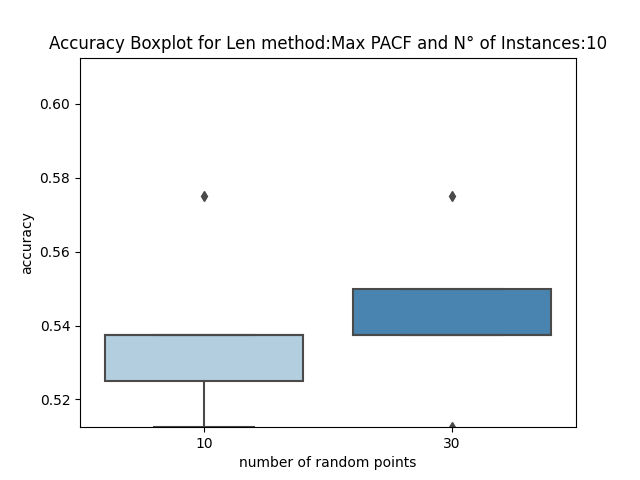 Accuracy Boxplot for Len method:Max PACF and N° of Instances:10
0.60
0.58
0.56
0.54
0.52
accuracy
10 30
number of random points